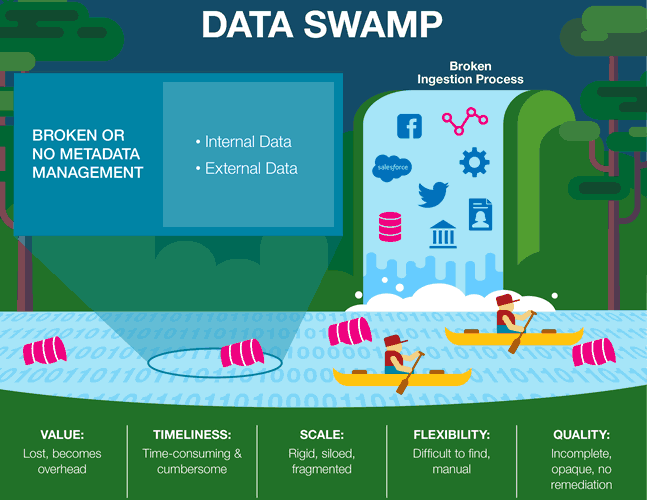 DATA SWAMP
Broken
Ingestion Process
BROKEN OR
NO METADATA
MANAGEMENT
• Internal Data
• External Data
salesforce
VALUE:
Lost, becomes
overhead
TIMELINESS:
Time-consuming &
cumbersome
SCALE:
Rigid, siloed,
fragmented
FLEXIBILITY:
Difficult to find,
manual
QUALITY:
Incomplete,
opaque, no
remediation